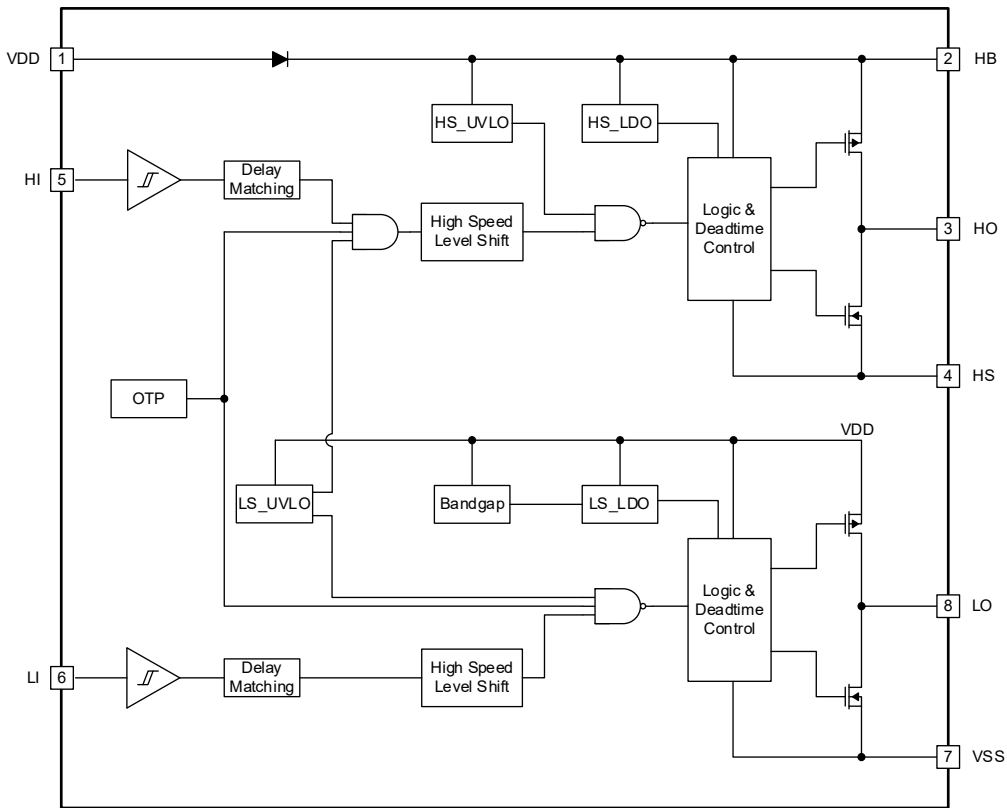 VDD 1
2 HB
HS_UVLO
HS_LDO
HI 5
Delay
Matching
High Speed
Level Shift
Logic &
Deadtime
Control
3 HO
4 HS
OTP
VDD
LS_UVLO
Bandgap
LS_LDO
Logic &
Deadtime
Control
8 LO
LI 6
Delay
Matching
High Speed
Level Shift
7 VSS